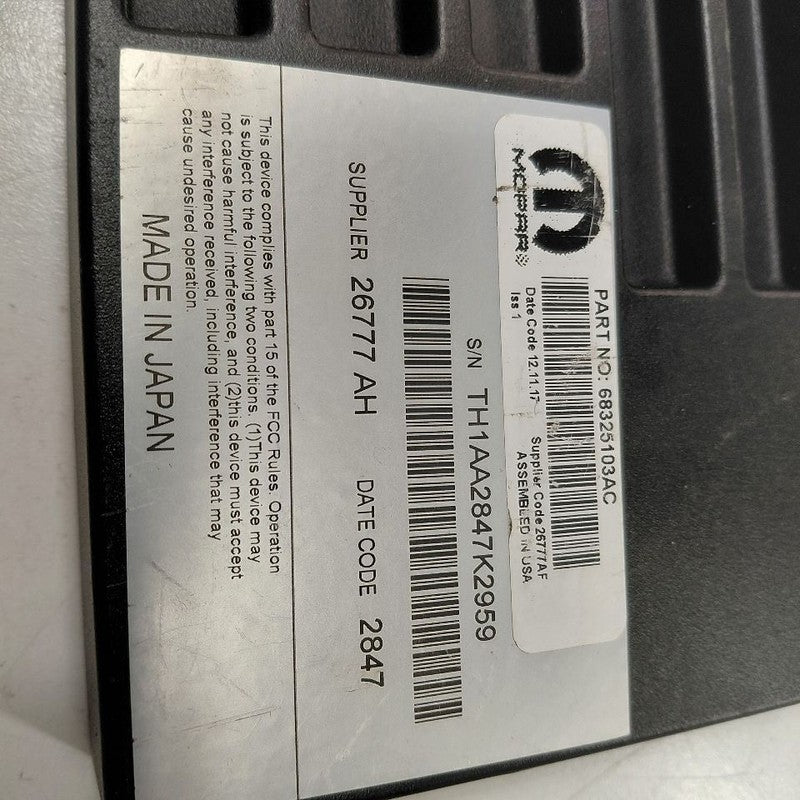 MOPAR®
PART NO: 68325103AC
Date Code 12.11.17 Supplier Code 26777AF
Iss 1 ASSEMBLED IN USA
S/N TH1AA2847K2959
SUPPLIER 26777 AH DATE CODE 2847
This device complies with part 15 of the FCC Rules. Operation
is subject to the following two conditions. (1)This device may
not cause harmful interference, and (2)this device must accept
any interference received, including interference that may
cause undesired operation.
MADE IN JAPAN